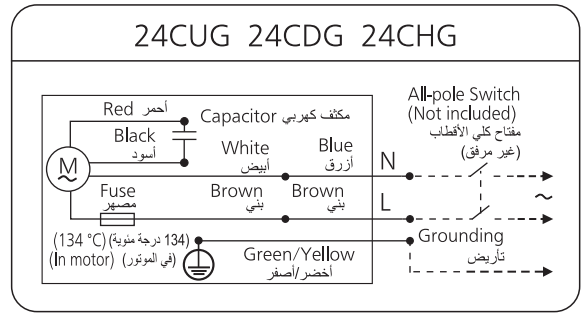 24CUG 24CDG 24CHG
All-pole Switch
(Not included)
مفتاح كلي الأقطاب
(غير مرفق)
Red أحمر
Capacitor مكثف كهربي
Black
أسود
White
أبيض
Blue
أزرق
N
M
Fuse
مصهر
Brown
بني
Brown
بني
L
(134 °C) (134 درجة مئوية)
(In motor) (في الموتور)
Green/Yellow
أخضر/أصفر
Grounding
تأريض